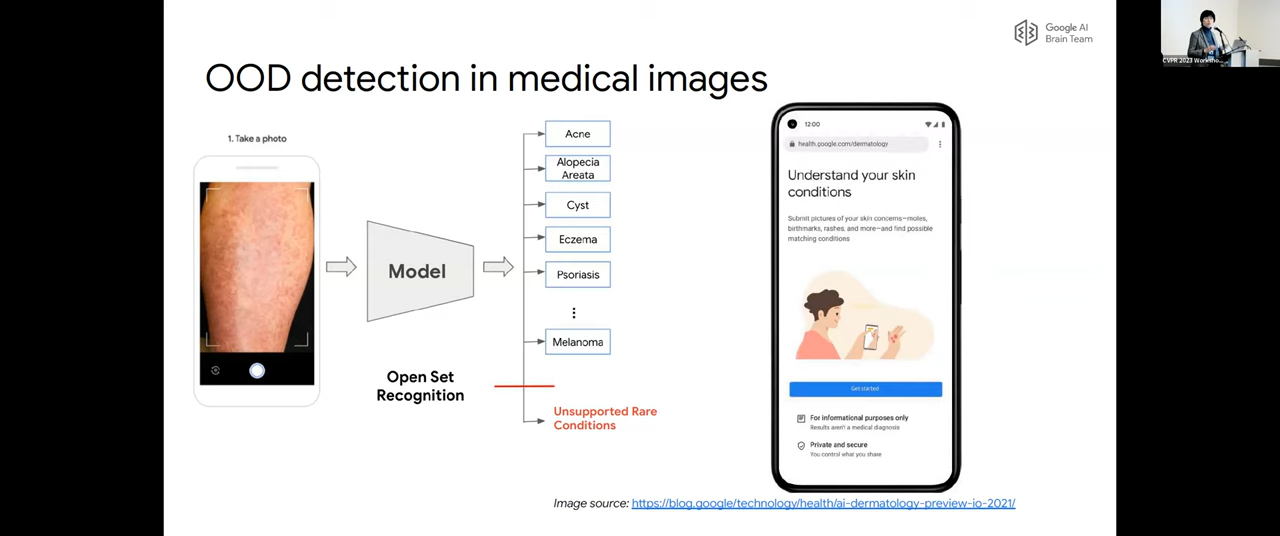 Google AI
Brain Team
CVPR 2023 Worksho...
OOD detection in medical images
1. Take a photo
Model
Open Set
Recognition
Acne
Alopecia
Areata
Cyst
Eczema
Psoriasis
Melanoma
Unsupported Rare
Conditions
12:00
health.google.com/dermatology
Understand your skin
conditions
Submit pictures of your skin concerns—moles,
birthmarks, rashes, and more—and find possible
matching conditions
Get started
For informational purposes only
Results aren't a medical diagnosis
Private and secure
You control what you share
Image source: https://blog.google/technology/health/ai-dermatology-preview-io-2021/